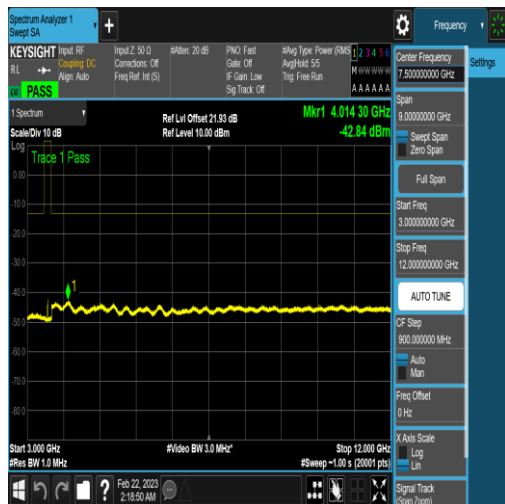 Spectrum Analyzer 1
Swept SA
+
Frequency
KEYSIGHT
RL
Input: RF
Coupling: DC
Align: Auto
Input Z: 50 Ω
Corrections: Off
Freq Ref: Int (S)
#Atten: 20 dB
PNO: Fast
Gate: Off
IF Gain: Low
Sig Track: Off
#Avg Type: Power (RMS
Avg|Hold: 5/5
Trig: Free Run
1 2 3 4 5 6
M W W W W W
A A A A A A
PASS
1 Spectrum
Scale/Div 10 dB
Ref Lvl Offset 21.93 dB
Ref Level 10.00 dBm
Mkr1 4.014 30 GHz
-42.84 dBm
Log
Trace 1 Pass
0.00
-10.0
-20.0
-30.0
-40.0
-50.0
-60.0
-70.0
-80.0
1
Start 3.000 GHz
#Res BW 1.0 MHz
#Video BW 3.0 MHz*
Stop 12.000 GHz
#Sweep ~1.00 s (20001 pts)
?
Feb 22, 2023
2:18:50 AM
Settings
Center Frequency
7.500000000 GHz
Span
9.00000000 GHz
Swept Span
Zero Span
Full Span
Start Freq
3.000000000 GHz
Stop Freq
12.000000000 GHz
AUTO TUNE
CF Step
900.000000 MHz
Auto
Man
Freq Offset
0 Hz
X Axis Scale
Log
Lin
Signal Track
(Span Zoom)